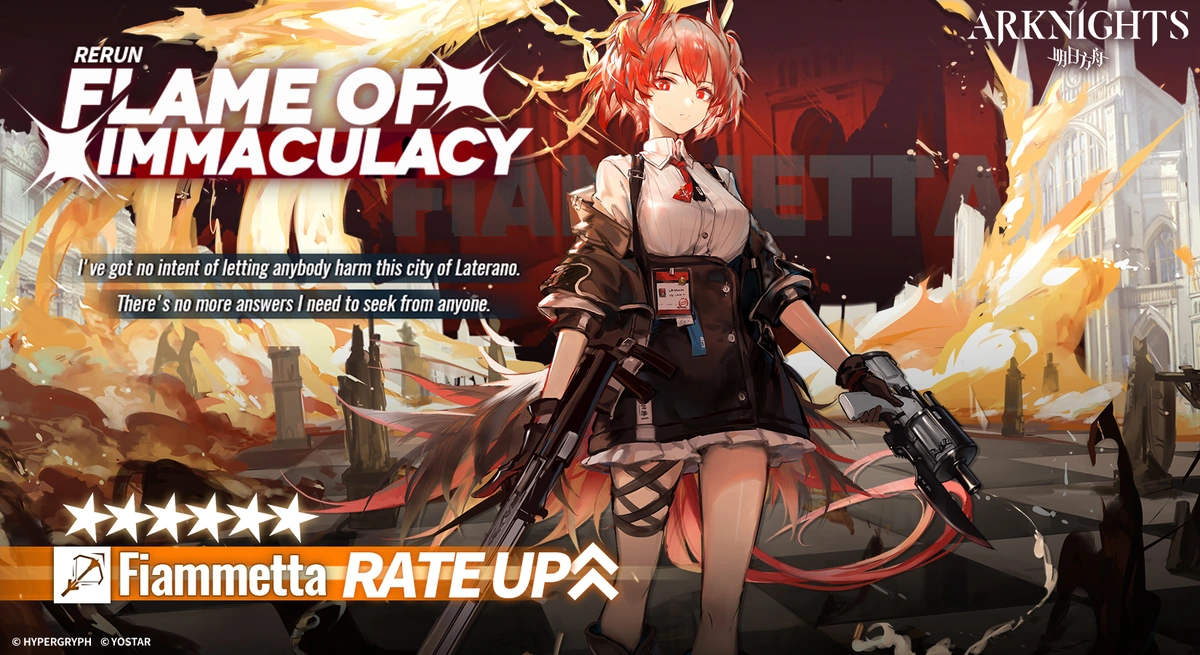 RERUN
FLAME OF
IMMACULACY
ARKNIGHTS
明日方舟
FIAMMETTA
I've got no intent of letting anybody harm this city of Laterano.
There's no more answers I need to seek from anyone.
Fiammetta RATE UP
© HYPERGRYPH © YOSTAR